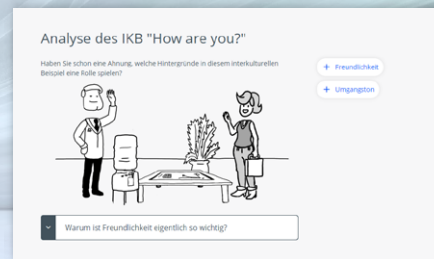 Analyse des IKB "How are you?"
Haben Sie schon eine Ahnung, welche Hintergründe in diesem interkulturellen
Beispiel eine Rolle spielen?
+ Freundlichkeit
+ Umgangston
Warum ist Freundlichkeit eigentlich so wichtig?